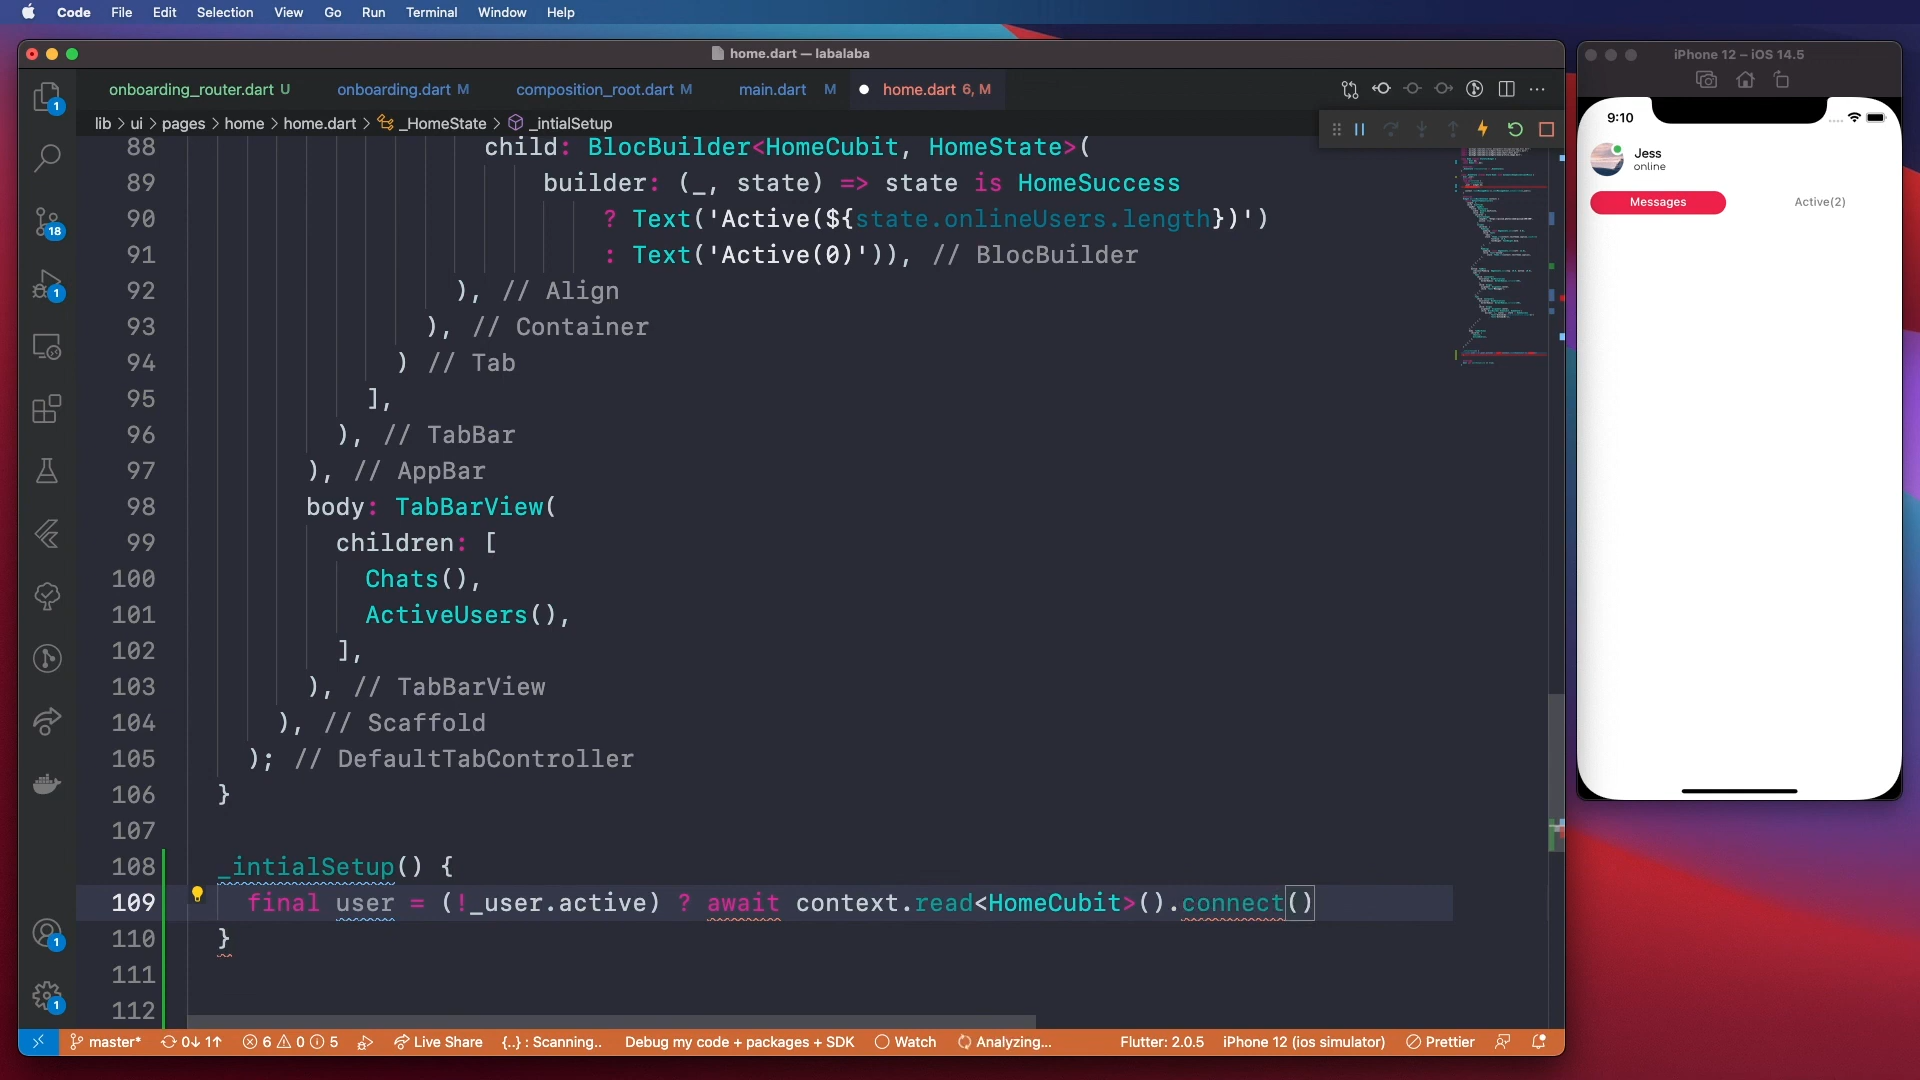 Code File Edit Selection View Go Run Terminal Window Help
home.dart — labalaba
onboarding_router.dart U onboarding.dart M composition_root.dart M main.dart M home.dart 6, M
lib > ui > pages > home > home.dart > _HomeState > _intialSetup
88 child: BlocBuilder<HomeCubit, HomeState>(
89 builder: (_, state) => state is HomeSuccess
90 ? Text('Active(${state.onlineUsers.length})')
91 : Text('Active(0)')), // BlocBuilder
92 ), // Align
93 ), // Container
94 ) // Tab
95 ],
96 ), // TabBar
97 ), // AppBar
98 body: TabBarView(
99 children: [
100 Chats(),
101 ActiveUsers(),
102 ],
103 ), // TabBarView
104 ), // Scaffold
105 ); // DefaultTabController
106 }
107
108 _intialSetup() {
109 final user = (!_user.active) ? await context.read<HomeCubit>().connect()
110 }
111
112
1
18
1
1
1
master* 0↓ 1↑ 6 0 5 Live Share {..} : Scanning.. Debug my code + packages + SDK Watch Analyzing... Flutter: 2.0.5 iPhone 12 (ios simulator) Prettier
iPhone 12 – iOS 14.5
9:10
Jess
online
Messages Active(2)